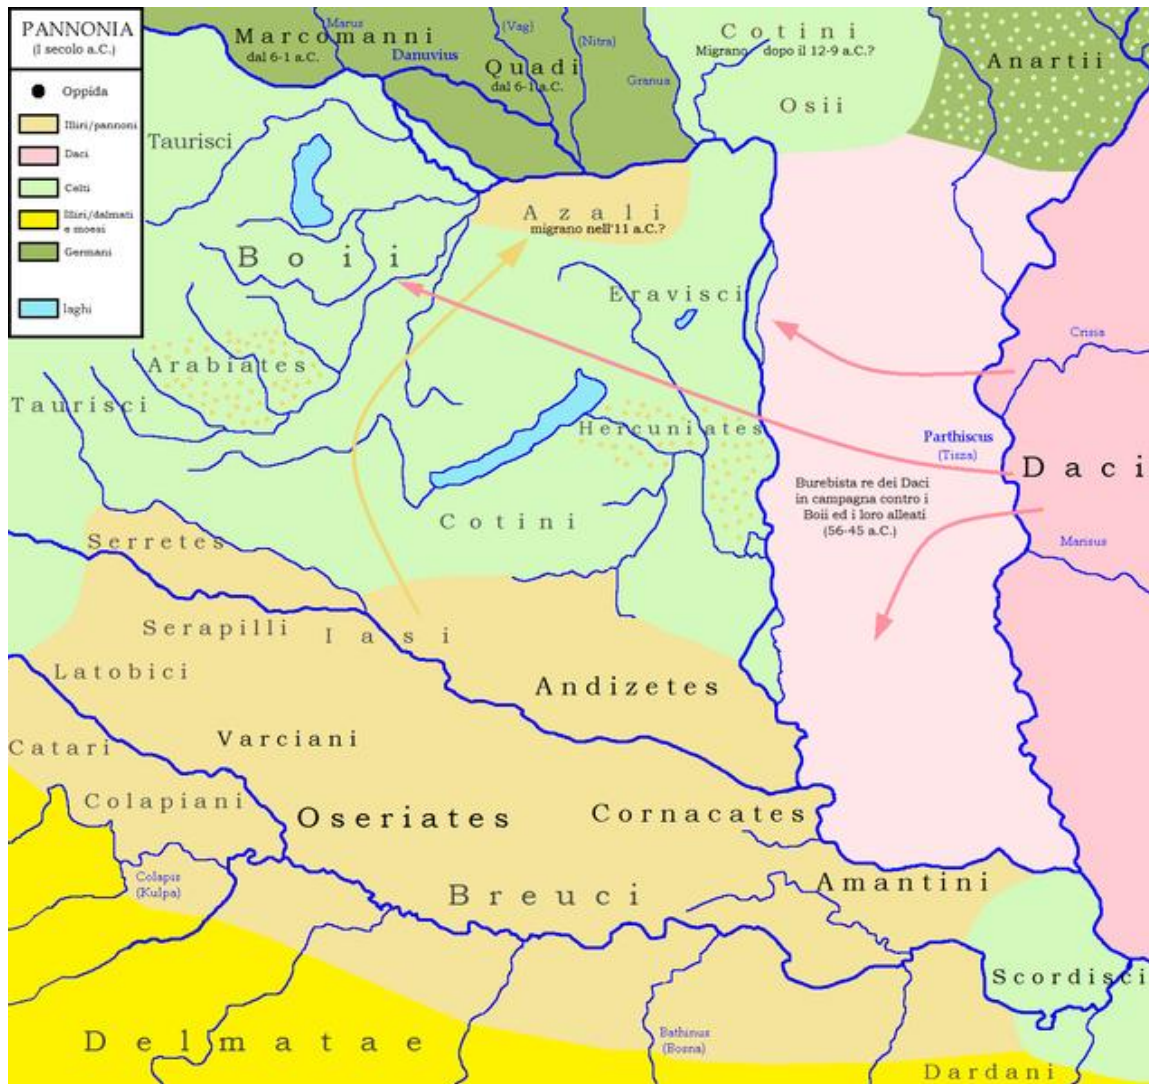 PANNONIA
(I secolo a.C.)
Oppida
Illiri/pannoni
Daci
Celti
Illiri/dalmati
e moesi
Germani
laghi
Marcomanni
dal 6-1 a.C.
Marus
Danuvius
(Vag)
Quadi
dal 6-1 a.C.
(Nitra)
Granua
Cotini
Migrano dopo il 12-9 a.C.?
Osii
Anartii
Taurisci
Azali
migrano nell'11 a.C.?
Boii
Eravisci
Arabiates
Taurisci
Hercuniates
Crisia
Parthiscus
(Tisza)
Daci
Burebista re dei Daci
in campagna contro i
Boii ed i loro alleati
(56-45 a.C.)
Cotini
Marisus
Serretes
Serapilli
Iasi
Latobici
Andizetes
Varciani
Catari
Colapiani
Oseriates
Cornacates
Colapis
(Kulpa)
Breuci
Amantini
Scordisci
Delmatae
Bathinus
(Bosna)
Dardani